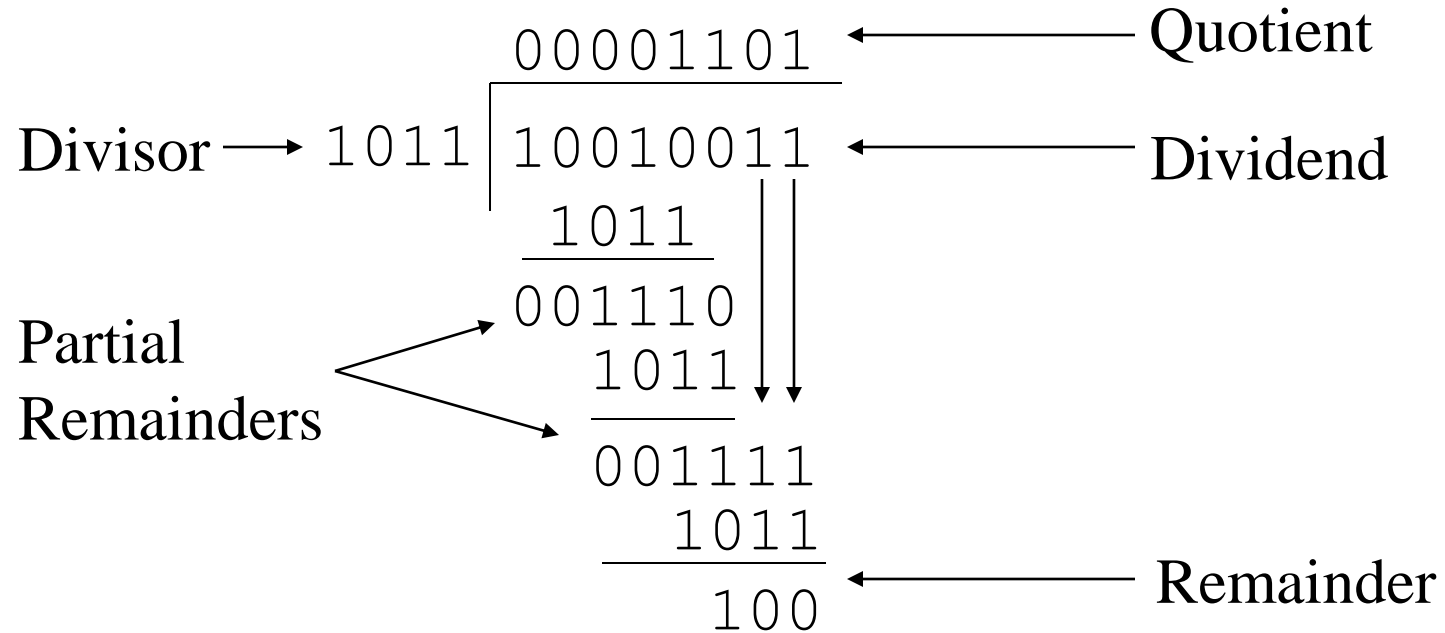 00001101 Quotient
Divisor 1011 10010011 Dividend
1011
001110
Partial
Remainders
1011
001111
1011
100 Remainder